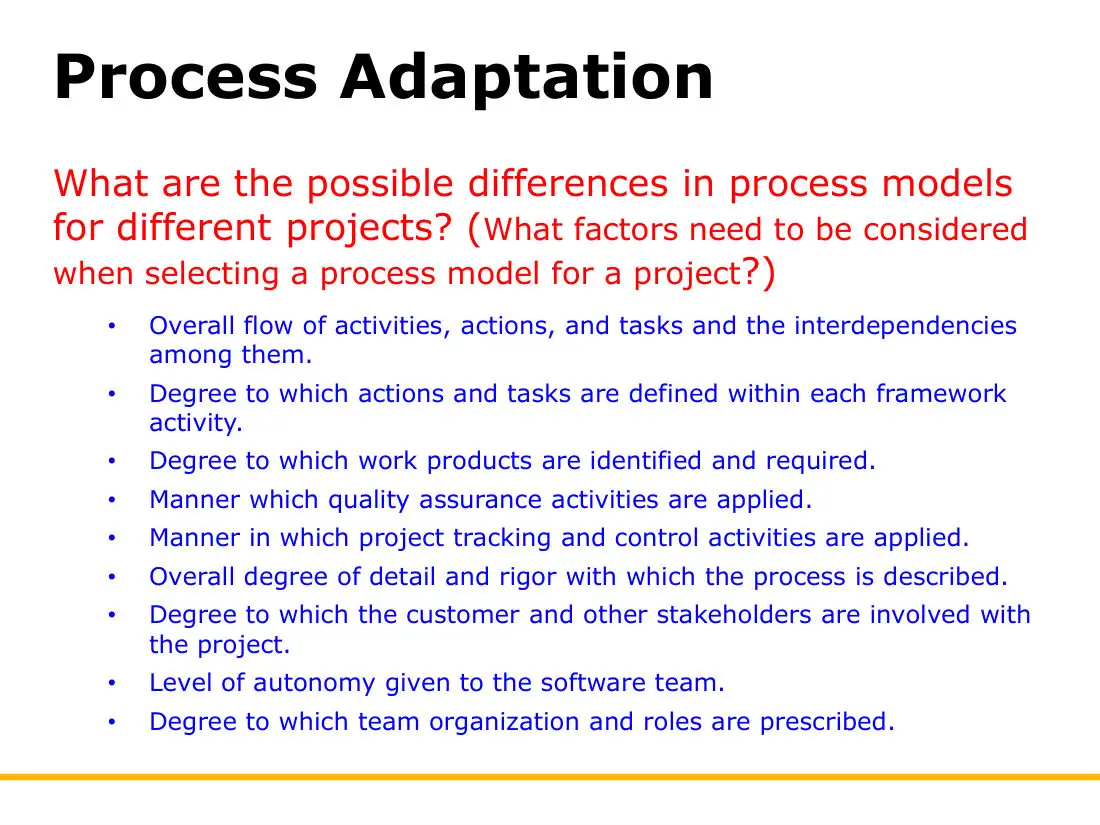 Process Adaptation
What are the possible differences in process models
for different projects? (What factors need to be considered
when selecting a process model for a project?)
• Overall flow of activities, actions, and tasks and the interdependencies
among them.
• Degree to which actions and tasks are defined within each framework
activity.
• Degree to which work products are identified and required.
• Manner which quality assurance activities are applied.
• Manner in which project tracking and control activities are applied.
• Overall degree of detail and rigor with which the process is described.
• Degree to which the customer and other stakeholders are involved with
the project.
• Level of autonomy given to the software team.
• Degree to which team organization and roles are prescribed.